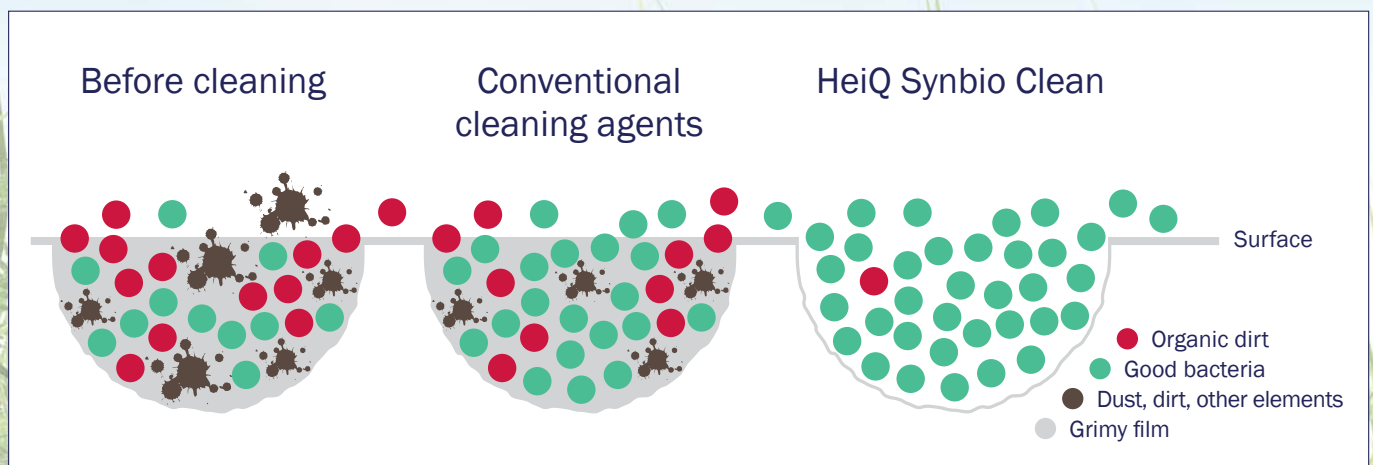 Before cleaning
Conventional
cleaning agents
HeiQ Synbio Clean
Surface
Organic dirt
Good bacteria
Dust, dirt, other elements
Grimy film